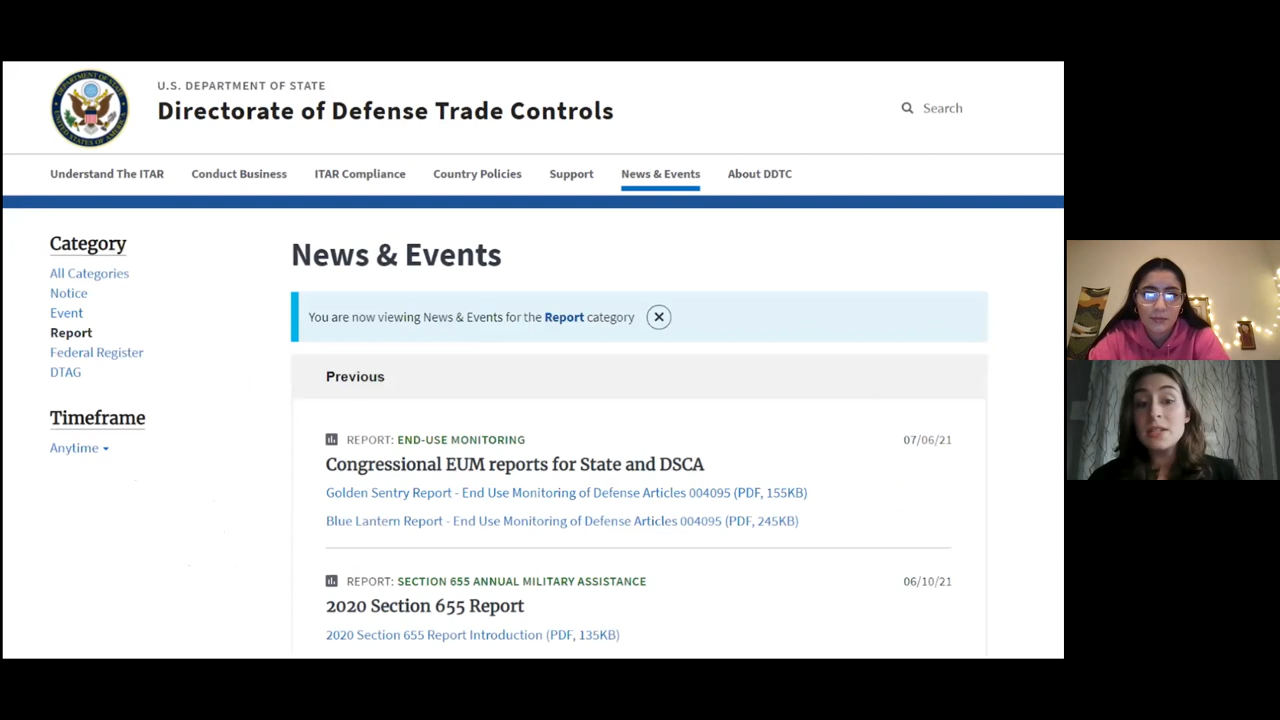 U.S. DEPARTMENT OF STATE
Directorate of Defense Trade Controls
Search
Understand The ITAR
Conduct Business
ITAR Compliance
Country Policies
Support
News & Events
About DDTC
Category
All Categories
Notice
Event
Report
Federal Register
DTAG
Timeframe
Anytime
News & Events
You are now viewing News & Events for the Report category
Previous
REPORT: END-USE MONITORING
07/06/21
Congressional EUM reports for State and DSCA
Golden Sentry Report - End Use Monitoring of Defense Articles 004095 (PDF, 155KB)
Blue Lantern Report - End Use Monitoring of Defense Articles 004095 (PDF, 245KB)
REPORT: SECTION 655 ANNUAL MILITARY ASSISTANCE
06/10/21
2020 Section 655 Report
2020 Section 655 Report Introduction (PDF, 135KB)